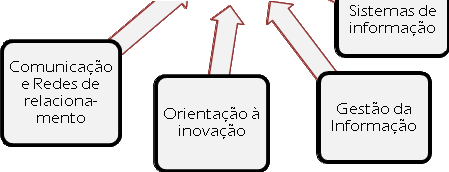 Sistemas de
informação
Comunicação
e Redes de
relaciona-
mento
Orientação à
inovação
Gestão da
Informação